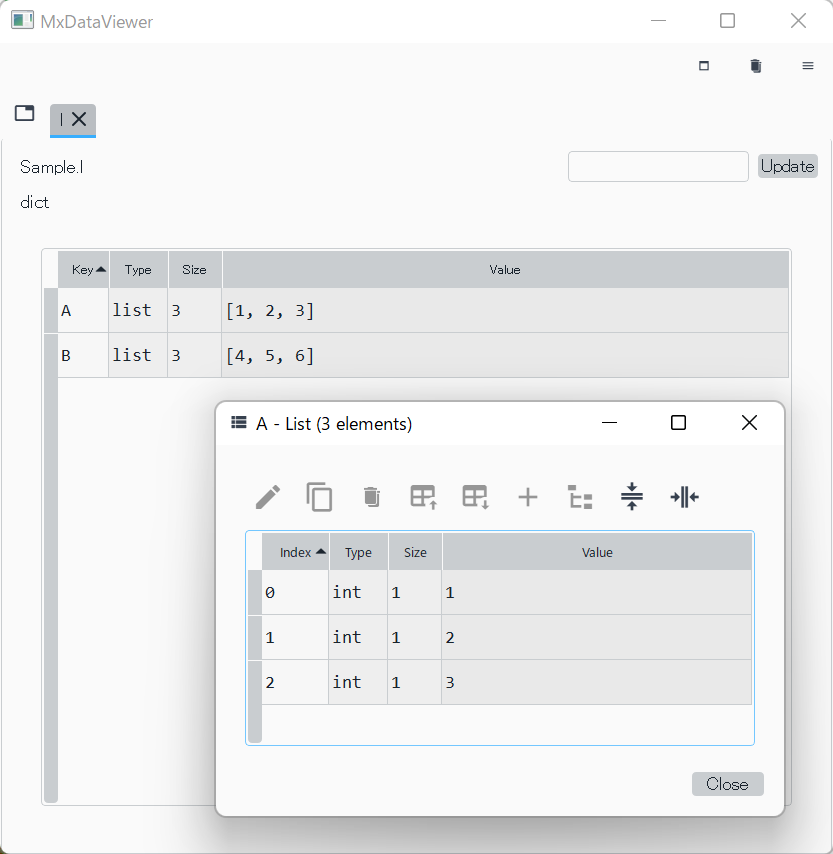 MxDataViewer
l
Sample.l
Update
dict
Key Type Size Value
A list 3 [1, 2, 3]
B list 3 [4, 5, 6]
A - List (3 elements)
Index Type Size Value
0 int 1 1
1 int 1 2
2 int 1 3
Close